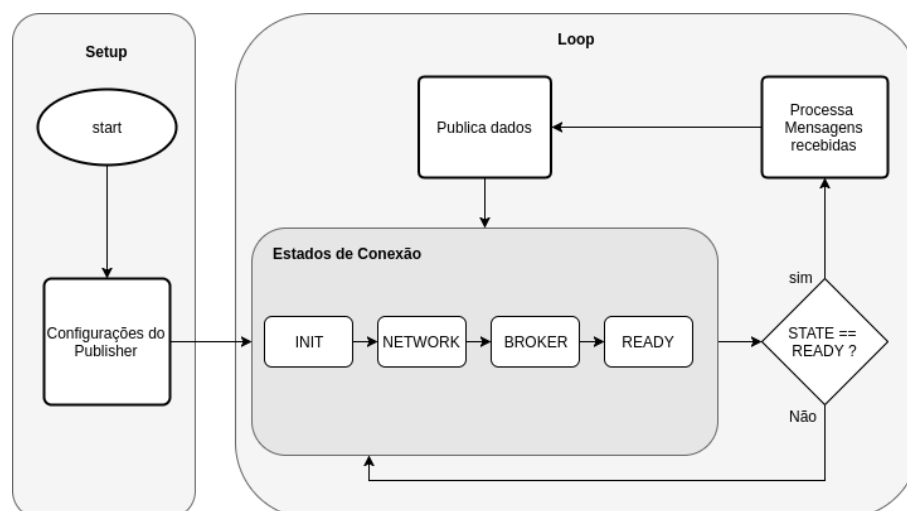 Setup
start
Configurações do
Publisher
Loop
Publica dados
Processa
Mensagens
recebidas
Estados de Conexão
INIT
NETWORK
BROKER
READY
sim
STATE ==
READY ?
Não